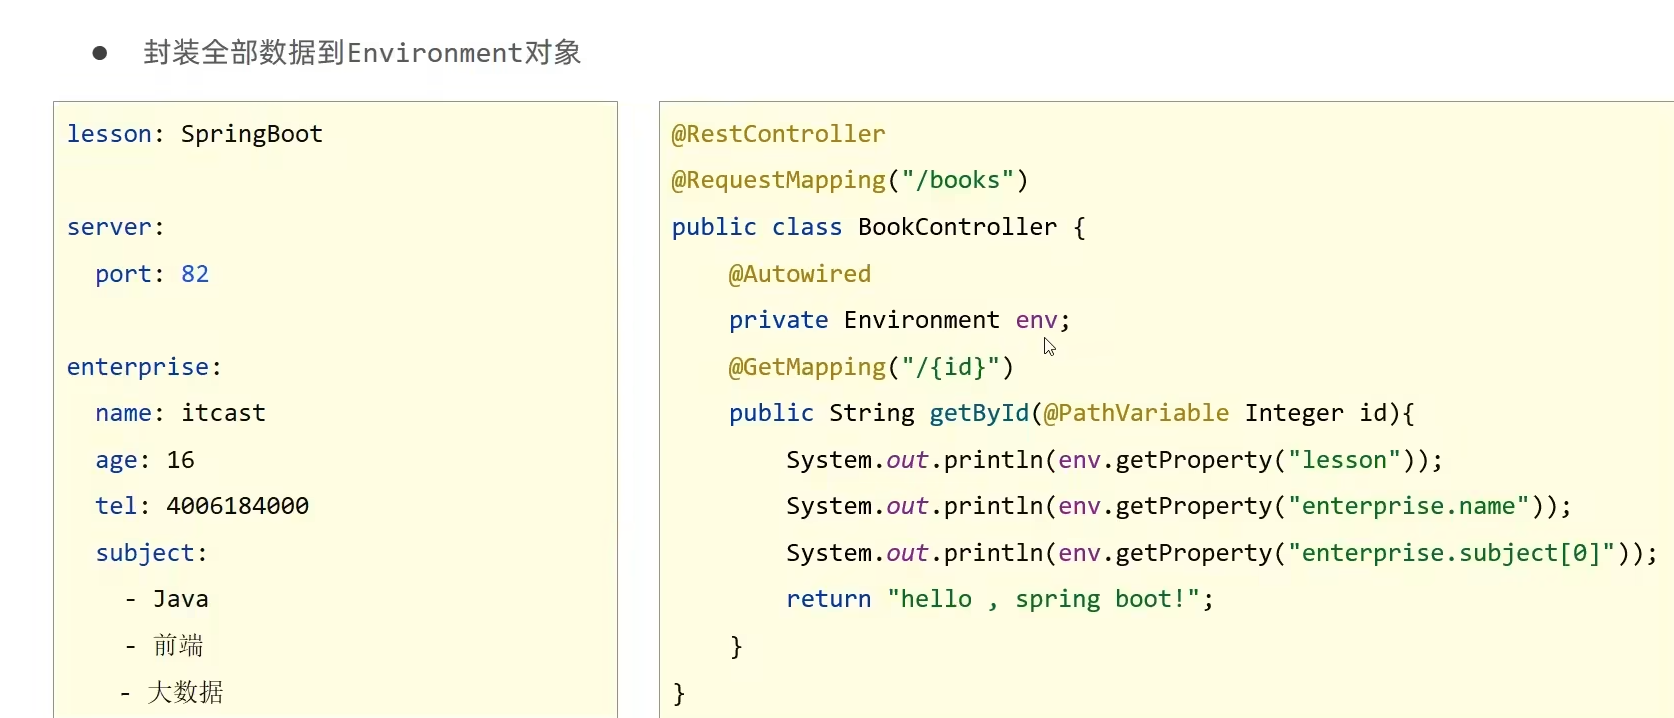 ● 封装全部数据到Environment对象
lesson: SpringBoot
server:
  port: 82
enterprise:
  name: itcast
  age: 16
  tel: 4006184000
  subject:
    - Java
    - 前端
    - 大数据
@RestController
@RequestMapping("/books")
public class BookController {
    @Autowired
    private Environment env;
    @GetMapping("/{id}")
    public String getById(@PathVariable Integer id){
        System.out.println(env.getProperty("lesson"));
        System.out.println(env.getProperty("enterprise.name"));
        System.out.println(env.getProperty("enterprise.subject[0]"));
        return "hello , spring boot!";
    }
}